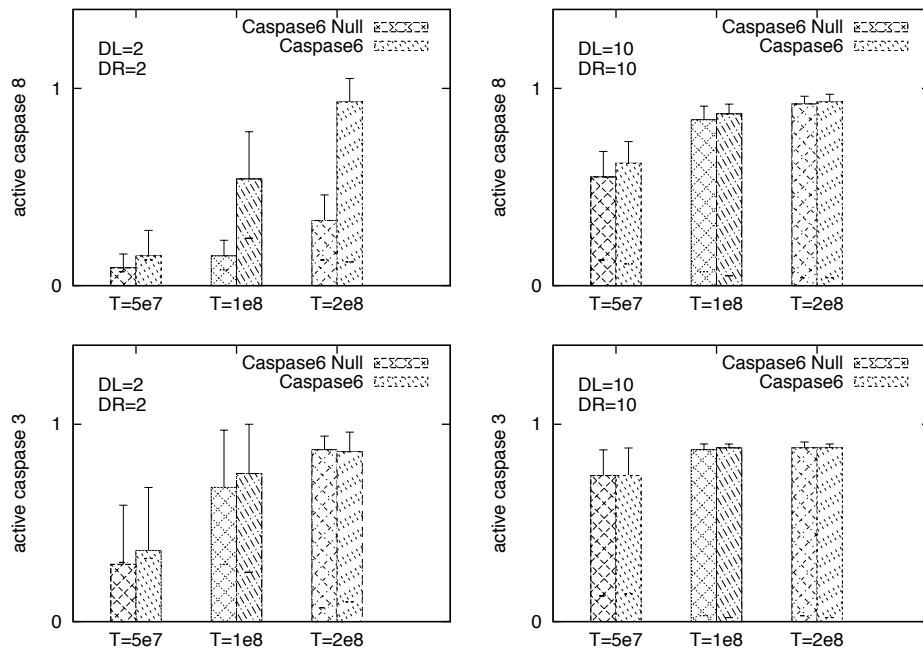 Caspase6 Null
Caspase6
DL=2
DR=2
active caspase 8
1
0
T=5e7 T=1e8 T=2e8
Caspase6 Null
Caspase6
DL=10
DR=10
active caspase 8
1
0
T=5e7 T=1e8 T=2e8
Caspase6 Null
Caspase6
DL=2
DR=2
active caspase 3
1
0
T=5e7 T=1e8 T=2e8
Caspase6 Null
Caspase6
DL=10
DR=10
active caspase 3
1
0
T=5e7 T=1e8 T=2e8